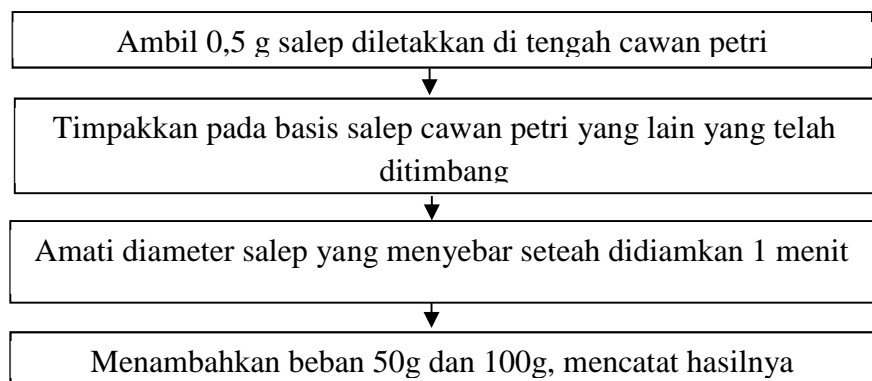 Ambil 0,5 g salep diletakkan di tengah cawan petri
Timpakkan pada basis salep cawan petri yang lain yang telah
ditimbang
Amati diameter salep yang menyebar seteah didiamkan 1 menit
Menambahkan beban 50g dan 100g, mencatat hasilnya